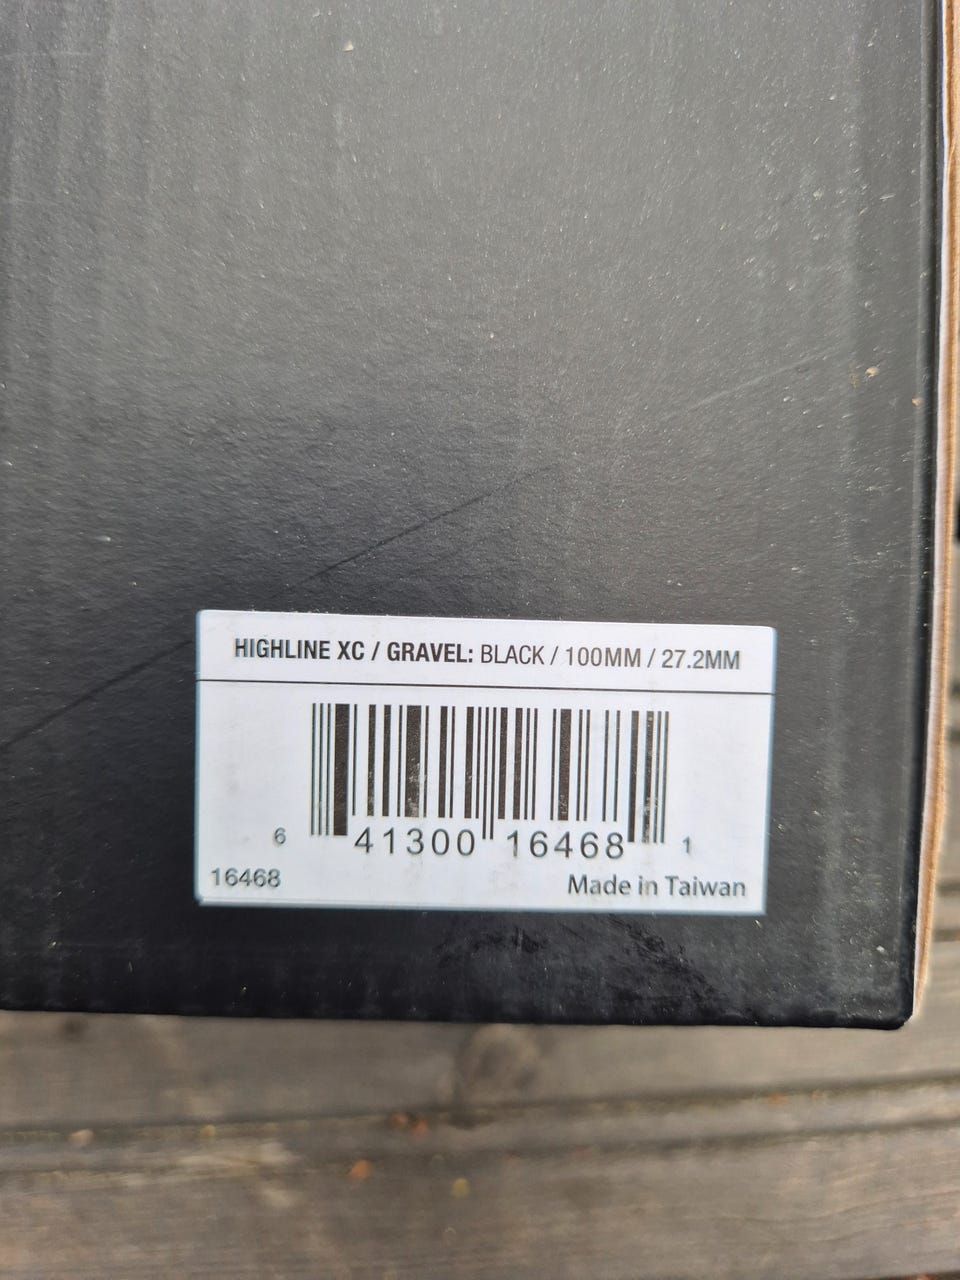 HIGHLINE XC / GRAVEL: BLACK / 100MM / 27.2MM
6 41300 16468 1
16468 Made in Taiwan